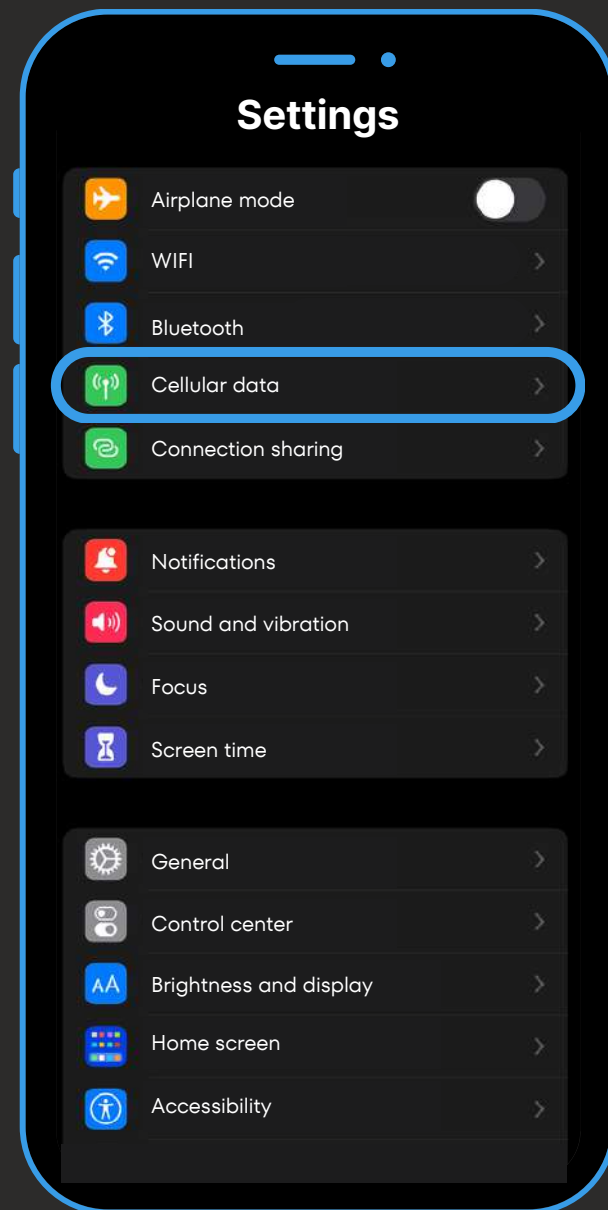 Settings
Airplane mode
WIFI
Bluetooth
Cellular data
Connection sharing
Notifications
Sound and vibration
Focus
Screen time
General
Control center
AA
Brightness and display
Home screen
Accessibility